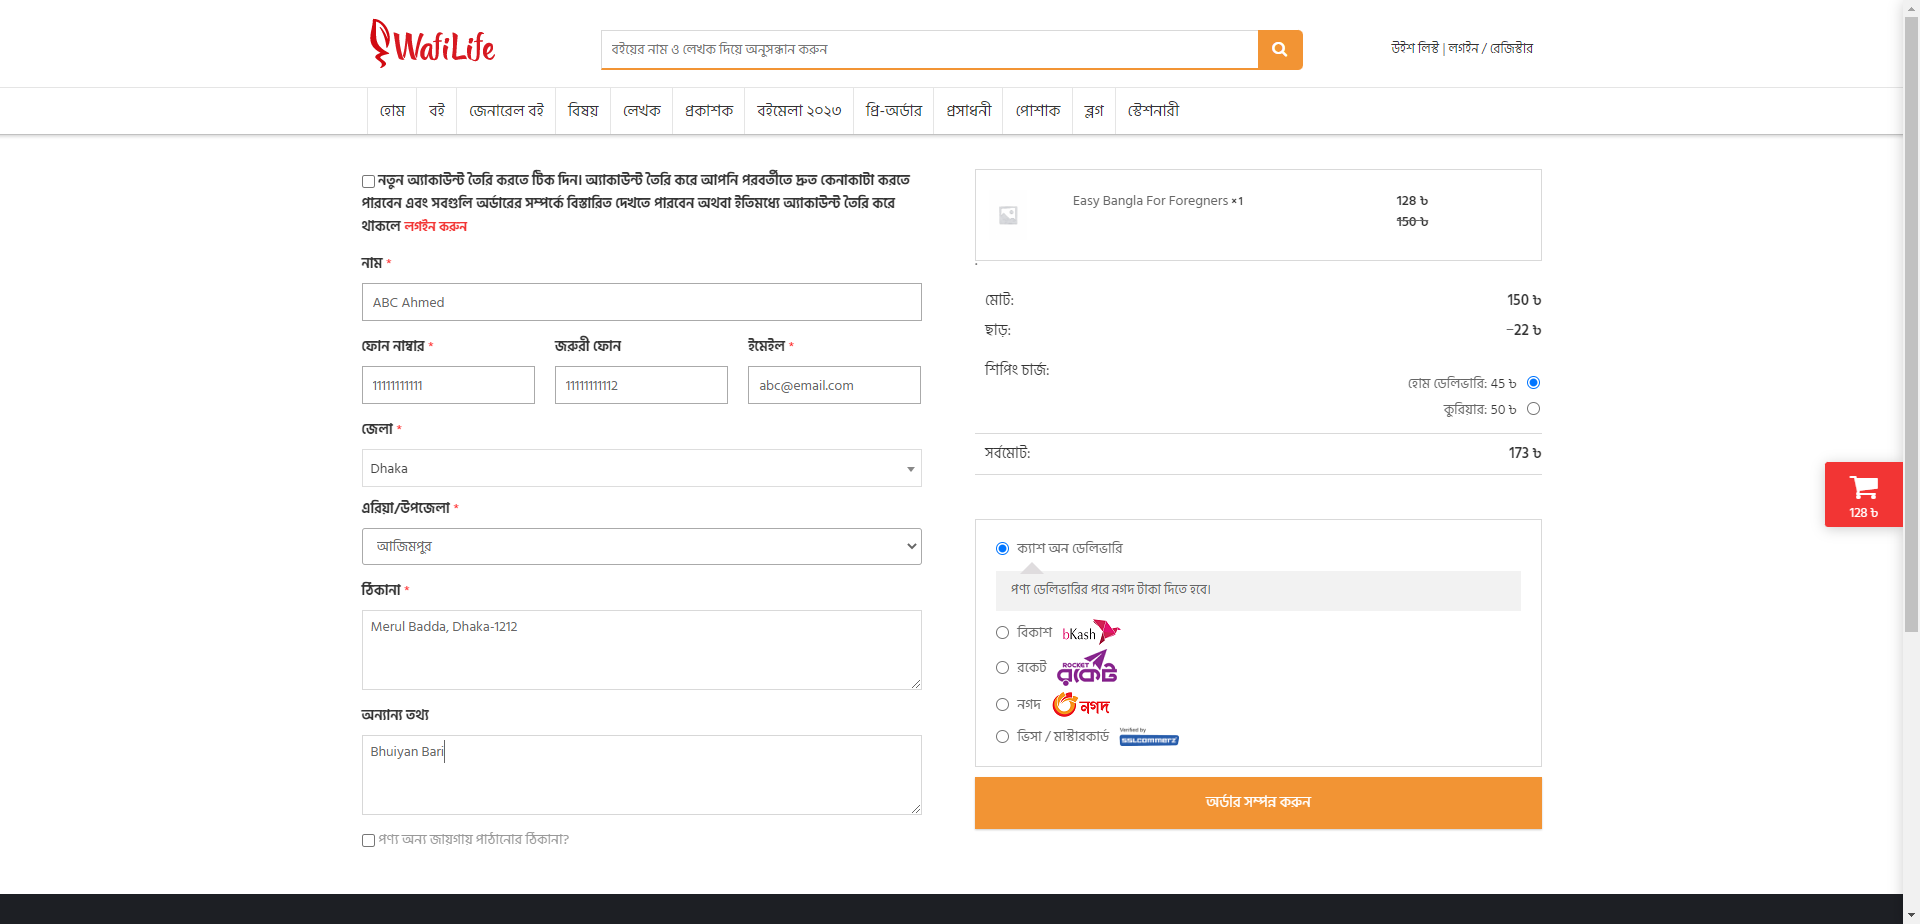 WafiLife
বইয়ের নাম ও লেখক দিয়ে অনুসন্ধান করুন
উইশ লিস্ট | লগইন / রেজিস্টার
হোম বই জেনারেল বই বিষয় লেখক প্রকাশক বইমেলা ২০২৩ প্রি-অর্ডার প্রসাধনী পোশাক ব্লগ স্টেশনারী
নতুন অ্যাকাউন্ট তৈরি করতে টিক দিন। অ্যাকাউন্ট তৈরি করে আপনি পরবর্তীতে দ্রুত কেনাকাটা করতে
পারবেন এবং সবগুলি অর্ডারের সম্পর্কে বিস্তারিত দেখতে পারবেন অথবা ইতিমধ্যে অ্যাকাউন্ট তৈরি করে
থাকলে লগইন করুন
নাম *
ABC Ahmed
ফোন নাম্বার * জরুরী ফোন ইমেইল *
11111111111 11111111112 abc@email.com
জেলা *
Dhaka
এরিয়া/উপজেলা *
আজিমপুর
ঠিকানা *
Merul Badda, Dhaka-1212
অন্যান্য তথ্য
Bhuiyan Bari
পণ্য অন্য জায়গায় পাঠানোর ঠিকানা?
Easy Bangla For Foregners × 1 128 ৳
150 ৳
মোট: 150 ৳
ছাড়: -22 ৳
শিপিং চার্জ:
হোম ডেলিভারি: 45 ৳
কুরিয়ার: 50 ৳
সর্বমোট: 173 ৳
ক্যাশ অন ডেলিভারি
পণ্য ডেলিভারির পরে নগদ টাকা দিতে হবে।
বিকাশ bKash
রকেট ROCKET রকেট
নগদ নগদ
ভিসা / মাস্টারকার্ড Verified by SSLCOMMERZ
অর্ডার সম্পন্ন করুন
128 ৳